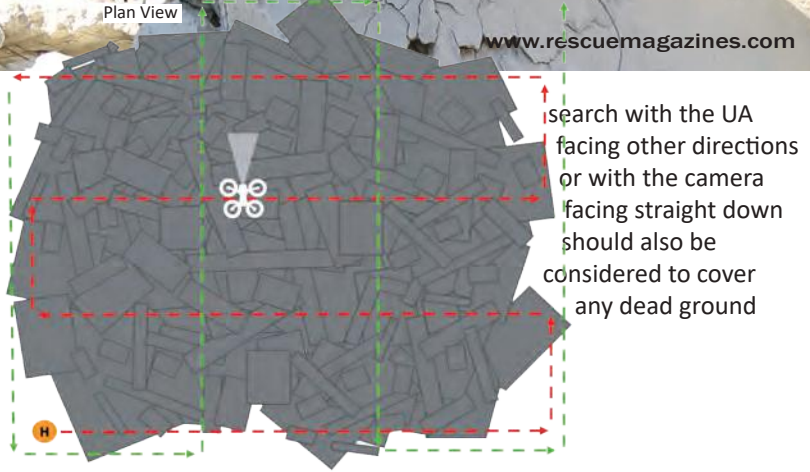 Plan View
www.rescuemagazines.com
search with the UA
facing other directions
or with the camera
facing straight down
should also be
considered to cover
any dead ground
H